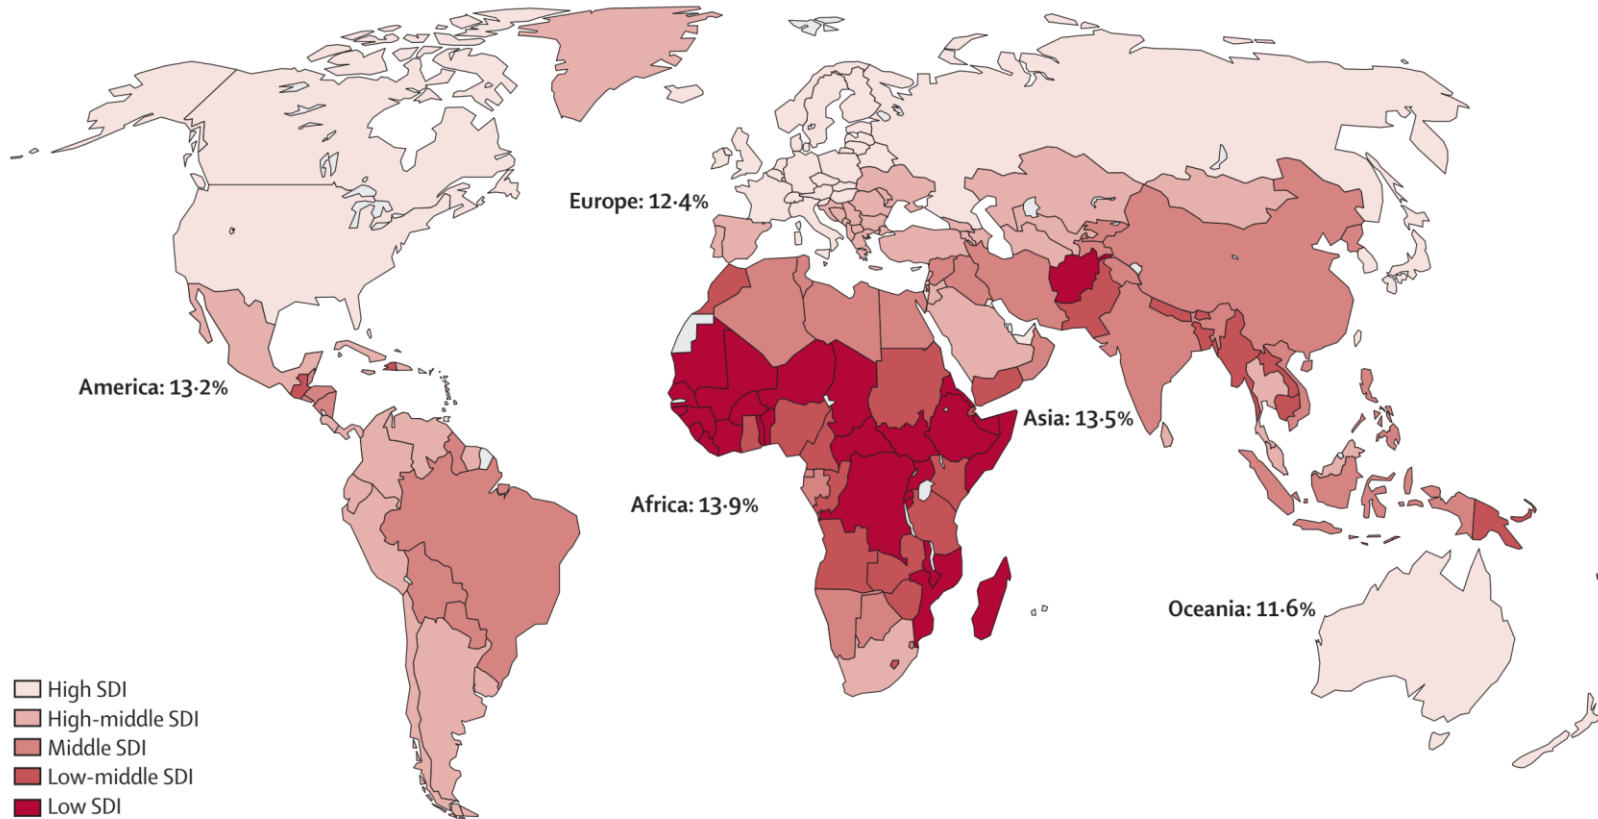 Europe: 12·4%
America: 13·2%
Asia: 13·5%
Africa: 13·9%
Oceania: 11·6%
High SDI
High-middle SDI
Middle SDI
Low-middle SDI
Low SDI